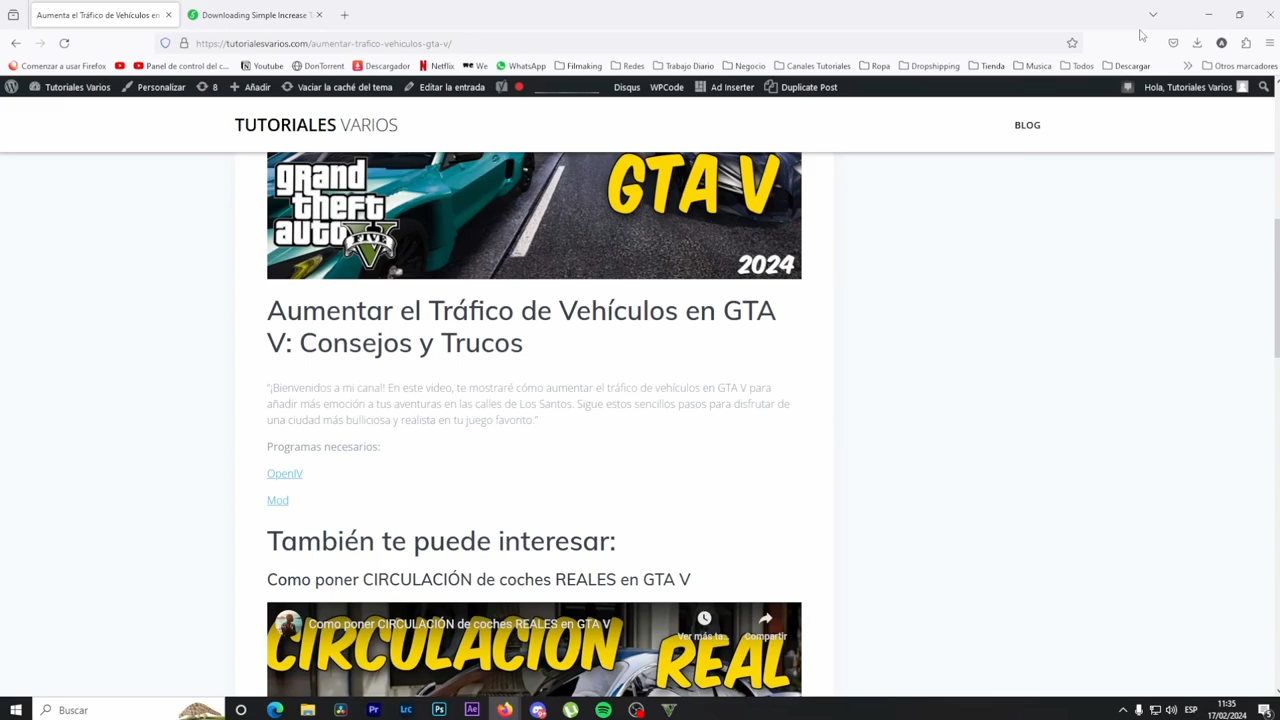 Aumenta el Tráfico de Vehículos en
Downloading Simple Increase T
https://tutorialesvarios.com/aumentar-trafico-vehiculos-gta-v/
Comenzar a usar Firefox
Panel de control del c...
Youtube
DonTorrent
Descargador
Netflix
We
WhatsApp
Filmaking
Redes
Trabajo Diario
Negocio
Canales Tutoriales
Ropa
Dropshipping
Tienda
Musica
Todos
Descargar
Otros marcadores
Tutoriales Varios
Personalizar
8
Añadir
Vaciar la caché del tema
Editar la entrada
Disqus
WPCode
Ad Inserter
Duplicate Post
Hola, Tutoriales Varios
TUTORIALES VARIOS
BLOG
GTA V
grand
theft
auto
FIVE
2024
Aumentar el Tráfico de Vehículos en GTA
V: Consejos y Trucos
"¡Bienvenidos a mi canal! En este video, te mostraré cómo aumentar el tráfico de vehículos en GTA V para
añadir más emoción a tus aventuras en las calles de Los Santos. Sigue estos sencillos pasos para disfrutar de
una ciudad más bulliciosa y realista en tu juego favorito."
Programas necesarios:
OpenIV
Mod
También te puede interesar:
Como poner CIRCULACIÓN de coches REALES en GTA V
Como poner CIRCULACIÓN de coches REALES en GTA V
Ver más ta...
Compartir
CIRCULACIÓN
REAL
Buscar
Lrc
Pr
Ps
Ae
ESP
11:35
17/02/2024
5